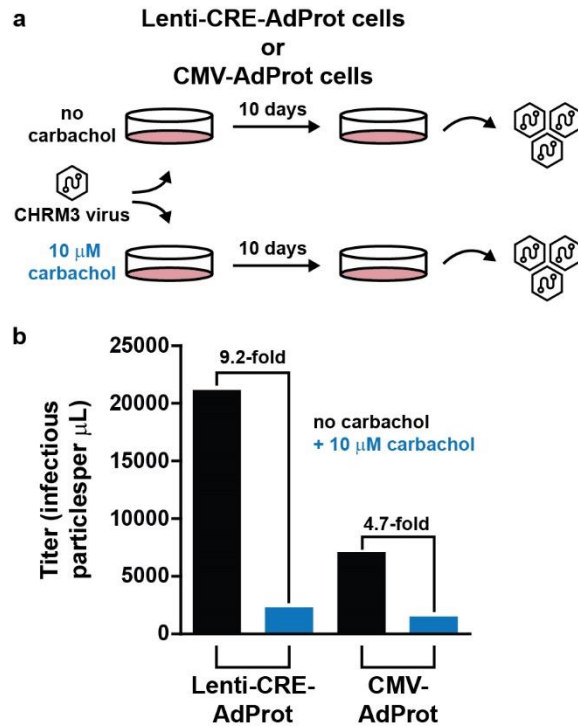 a
Lenti-CRE-AdProt cells
or
CMV-AdProt cells
no
carbachol
10 days
CHRM3 virus
10 μM
carbachol
10 days
b
Titer (infectious
particlesper μL)
25000
20000
15000
10000
5000
0
9.2-fold
no carbachol
+ 10 μM carbachol
4.7-fold
Lenti-CRE-
AdProt
CMV-
AdProt